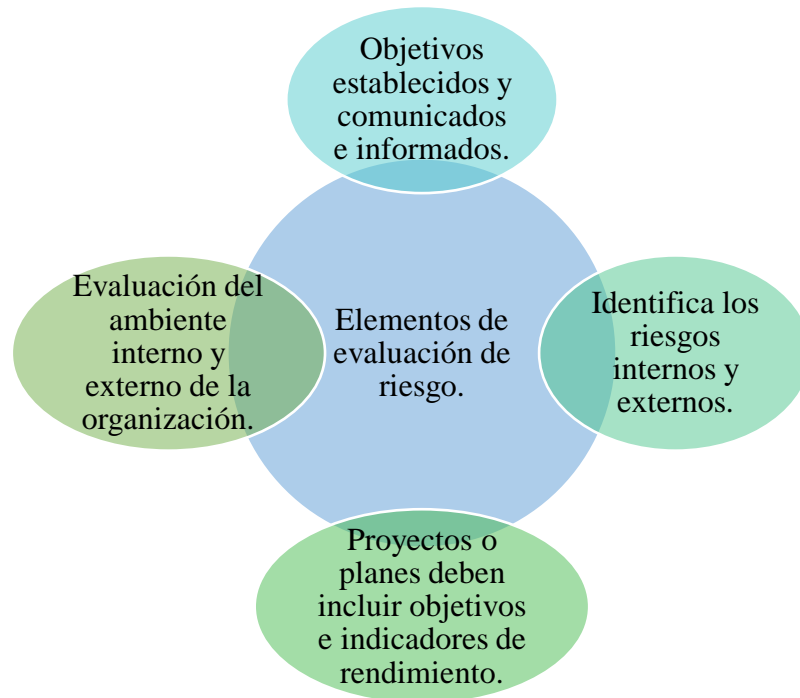 Objetivos
establecidos y
comunicados
e informados.
Evaluación del
ambiente
interno y
externo de la
organización.
Elementos de
evaluación de
riesgo.
Identifica los
riesgos
internos y
externos.
Proyectos o
planes deben
incluir objetivos
e indicadores de
rendimiento.